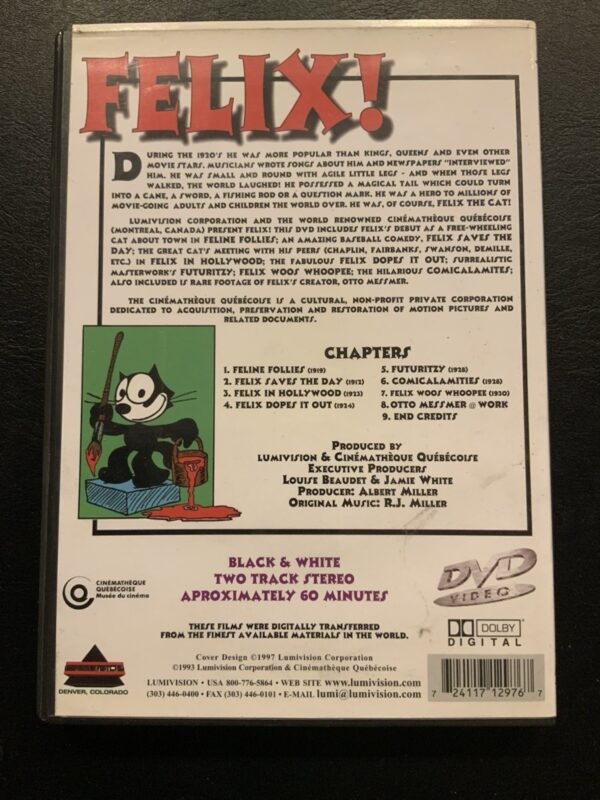 FELIX!
DURING THE 1920'S HE WAS MORE POPULAR THAN KINGS, QUEENS AND EVEN OTHER
MOVIE STARS. MUSICIANS WROTE SONGS ABOUT HIM AND NEWSPAPERS "INTERVIEWED"
HIM. HE WAS SMALL AND ROUND WITH AGILE LITTLE LEGS - AND WHEN THOSE LEGS
WALKED, THE WORLD LAUGHED! HE POSSESSED A MAGICAL TAIL WHICH COULD TURN
INTO A CANE, A SWORD, A FISHING ROD OR A QUESTION MARK. HE WAS A HERO TO MILLIONS OF
MOVIE-GOING ADULTS AND CHILDREN THE WORLD OVER. HE WAS, OF COURSE, FELIX THE CAT!
LUMIVISION CORPORATION AND THE WORLD RENOWNED CINÉMATHÈQUE QUÉBÉCOISE
(MONTREAL, CANADA) PRESENT FELIX! THIS DVD INCLUDES FELIX'S DEBUT AS A FREE-WHEELING
CAT ABOUT TOWN IN FELINE FOLLIES; AN AMAZING BASEBALL COMEDY, FELIX SAVES THE
DAY; THE GREAT CAT'S MEETING WITH HIS PEERS (CHAPLIN, FAIRBANKS, SWANSON, DEMILLE,
ETC.) IN FELIX IN HOLLYWOOD; THE FABULOUS FELIX DOPES IT OUT; SURREALISTIC
MASTERWORK'S FUTURITZY; FELIX WOOS WHOOPEE; THE HILARIOUS COMICALAMITES;
ALSO INCLUDED IS RARE FOOTAGE OF FELIX'S CREATOR, OTTO MESSMER.
THE CINÉMATHÈQUE QUÉBÉCOISE IS A CULTURAL, NON-PROFIT PRIVATE CORPORATION
DEDICATED TO ACQUISITION, PRESERVATION AND RESTORATION OF MOTION PICTURES AND
RELATED DOCUMENTS.
CHAPTERS
1. FELINE FOLLIES (1919)
2. FELIX SAVES THE DAY (1912)
3. FELIX IN HOLLYWOOD (1923)
4. FELIX DOPES IT OUT (1924)
5. FUTURITZY (1928)
6. COMICALAMITIES (1928)
7. FELIX WOOS WHOOPEE (1930)
8. OTTO MESSMER @ WORK
9. END CREDITS
PRODUCED BY
LUMIVISION & CINÉMATHÈQUE QUÉBÉCOISE
EXECUTIVE PRODUCERS
LOUISE BEAUDET & JAMIE WHITE
PRODUCER: ALBERT MILLER
ORIGINAL MUSIC: R.J. MILLER
BLACK & WHITE
TWO TRACK STEREO
APROXIMATELY 60 MINUTES
CINÉMATHÈQUE
QUÉBÉCOISE
Musée du cinéma
DVD
VIDEO
THESE FILMS WERE DIGITALLY TRANSFERRED
FROM THE FINEST AVAILABLE MATERIALS IN THE WORLD.
DOLBY
DIGITAL
DENVER, COLORADO
Cover Design ©1997 Lumivision Corporation
©1993 Lumivision Corporation & Cinémathèque Québécoise
LUMIVISION • USA 800-776-5864 • WEB SITE www.lumivision.com
(303) 446-0400 • FAX (303) 446-0101 • E-MAIL lumi@lumivision.com
7 24117 12976 7